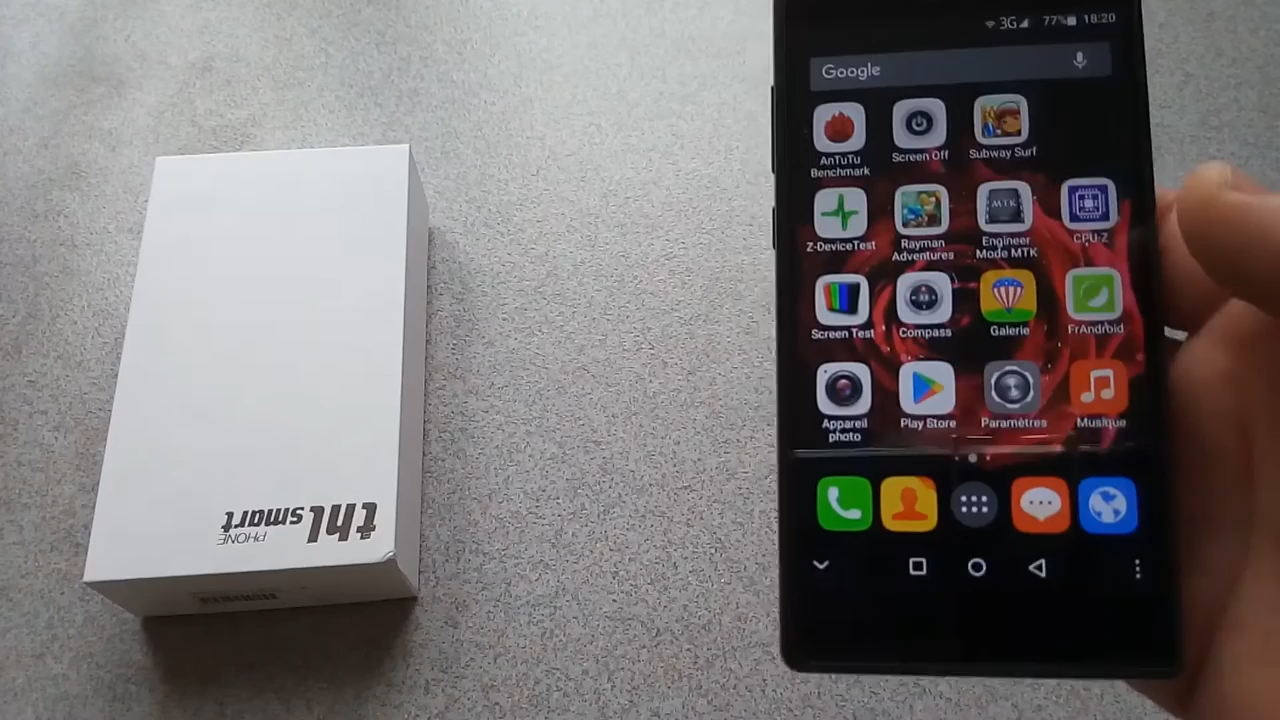 3G 77% 18:20
Google
AnTuTu
Benchmark
Screen Off
Subway Surf
Z-DeviceTest
Rayman
Adventures
MTK
Engineer
Mode MTK
CPU-Z
Screen Test
Compass
Galerie
FrAndroid
Appareil
photo
Play Store
Paramètres
Musique
thl smart
PHONE